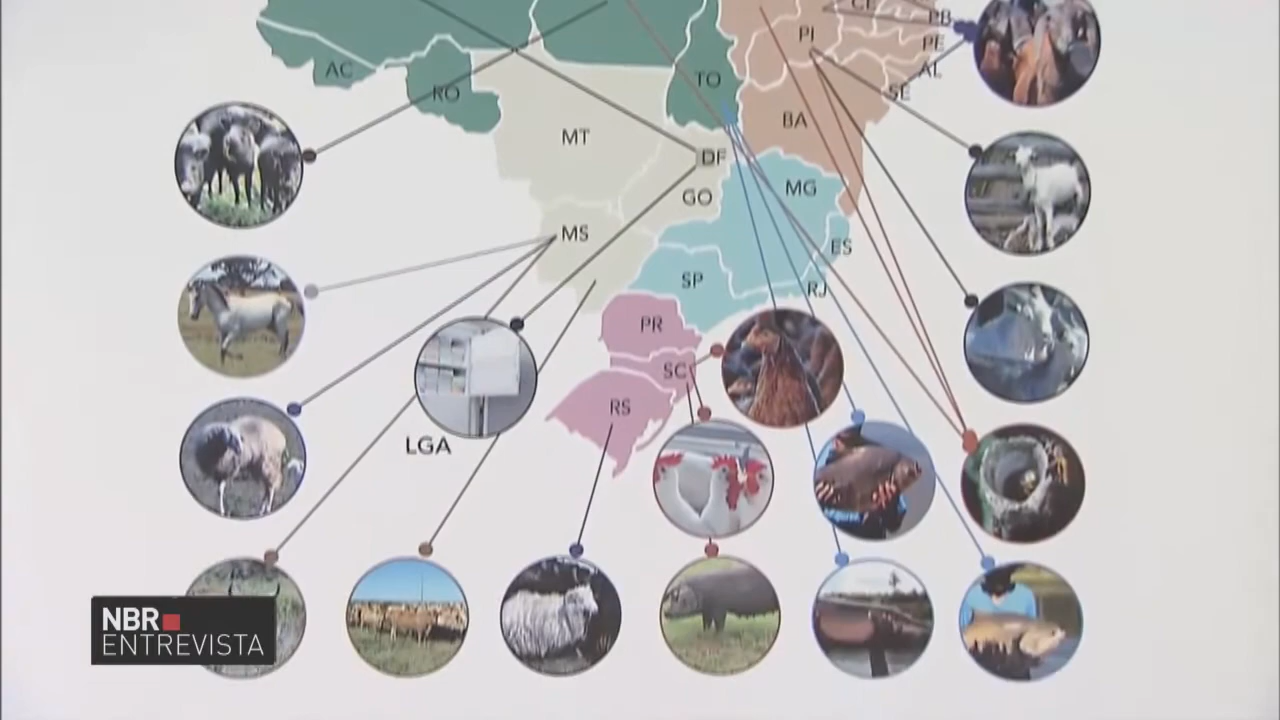 CE
PB
PI
PE
AC
TO
AL
RO
SE
BA
MT
DF
MG
GO
MS
ES
SP
RJ
PR
SC
RS
LGA
NBR
ENTREVISTA